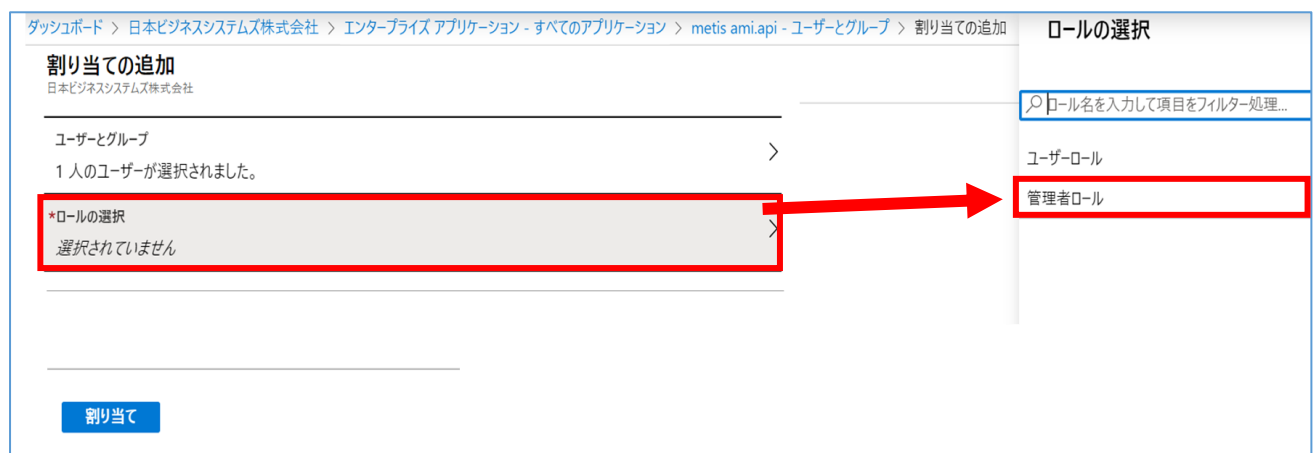 ダッシュボード > 日本ビジネスシステムズ株式会社 > エンタープライズ アプリケーション - すべてのアプリケーション > metis ami.api - ユーザーとグループ > 割り当ての追加
割り当ての追加
日本ビジネスシステムズ株式会社
ユーザーとグループ
1 人のユーザーが選択されました。
*ロールの選択
選択されていません
割り当て
ロールの選択
ロール名を入力して項目をフィルター処理...
ユーザーロール
管理者ロール